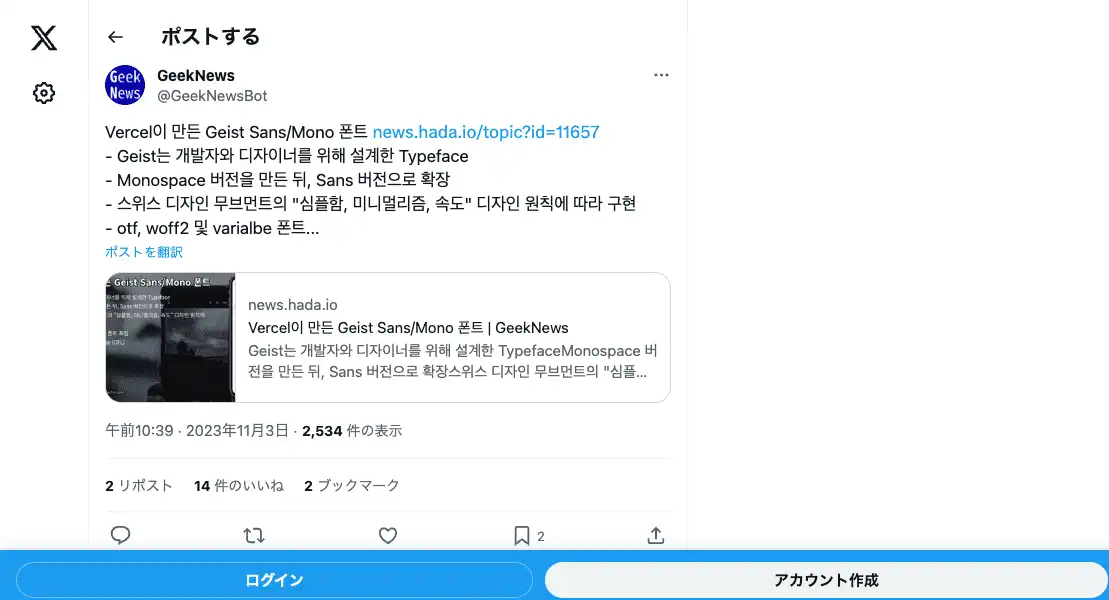 ポストする
Geek
News
GeekNews
@GeekNewsBot
Vercel이 만든 Geist Sans/Mono 폰트 news.hada.io/topic?id=11657
- Geist는 개발자와 디자이너를 위해 설계한 Typeface
- Monospace 버전을 만든 뒤, Sans 버전으로 확장
- 스위스 디자인 무브먼트의 "심플함, 미니멀리즘, 속도" 디자인 원칙에 따라 구현
- otf, woff2 및 varialbe 폰트...
ポストを翻訳
Geist Sans/Mono 폰트
news.hada.io
Vercel이 만든 Geist Sans/Mono 폰트 | GeekNews
Geist는 개발자와 디자이너를 위해 설계한 TypefaceMonospace 버
전을 만든 뒤, Sans 버전으로 확장스위스 디자인 무브먼트의 "심플...
午前10:39 · 2023年11月3日 · 2,534 件の表示
2 リポスト 14 件のいいね 2 ブックマーク
2
ログイン
アカウント作成